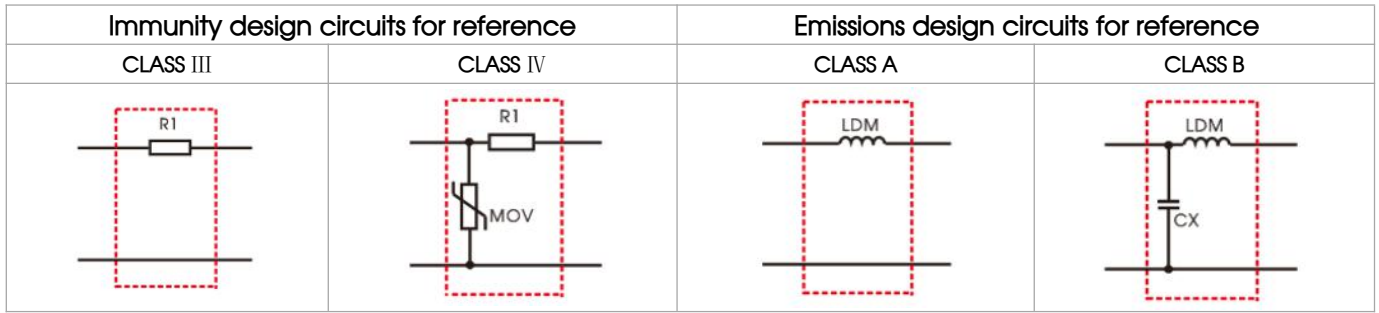 Immunity design circuits for reference
Emissions design circuits for reference
CLASS III
CLASS IV
CLASS A
CLASS B
R1
R1
MOV
LDM
LDM
CX